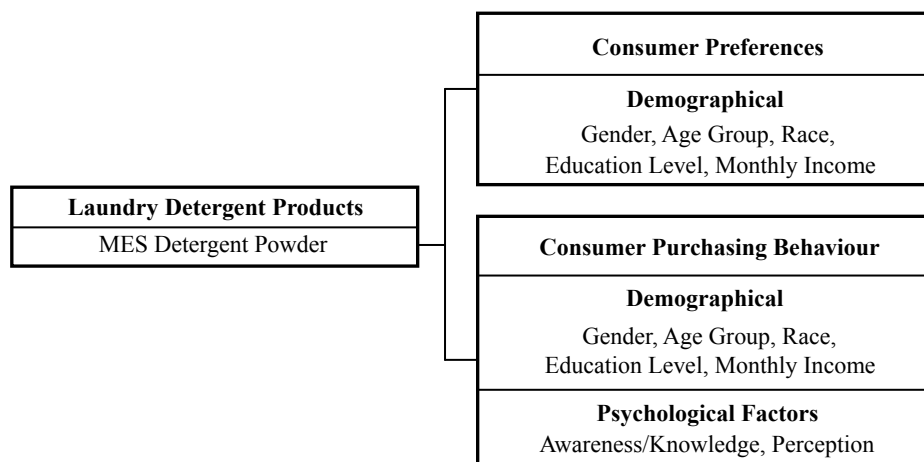 Laundry Detergent Products
MES Detergent Powder
Consumer Preferences
Demographical
Gender, Age Group, Race,
Education Level, Monthly Income
Consumer Purchasing Behaviour
Demographical
Gender, Age Group, Race,
Education Level, Monthly Income
Psychological Factors
Awareness/Knowledge, Perception